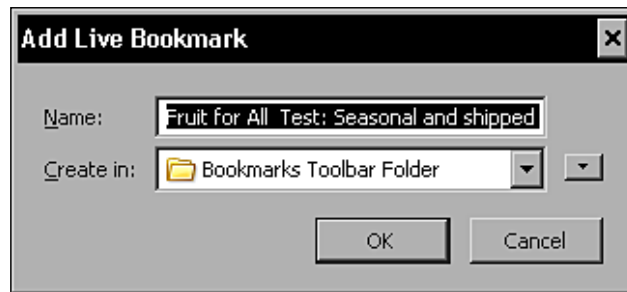 Add Live Bookmark
Name: Fruit for All  Test: Seasonal and shipped
Create in: Bookmarks Toolbar Folder
OK Cancel